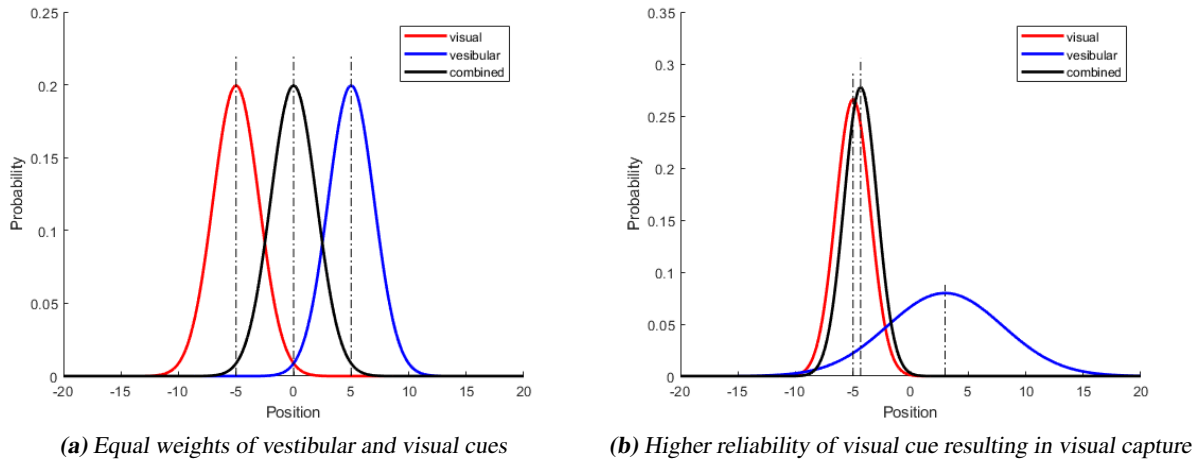 0.25
0.2
0.15
0.1
0.05
0
Probability
-20 -15 -10 -5 0 5 10 15 20
Position
visual
vesibular
combined
(a) Equal weights of vestibular and visual cues
0.35
0.3
0.25
0.2
0.15
0.1
0.05
0
Probability
-20 -15 -10 -5 0 5 10 15 20
Position
visual
vesibular
combined
(b) Higher reliability of visual cue resulting in visual capture